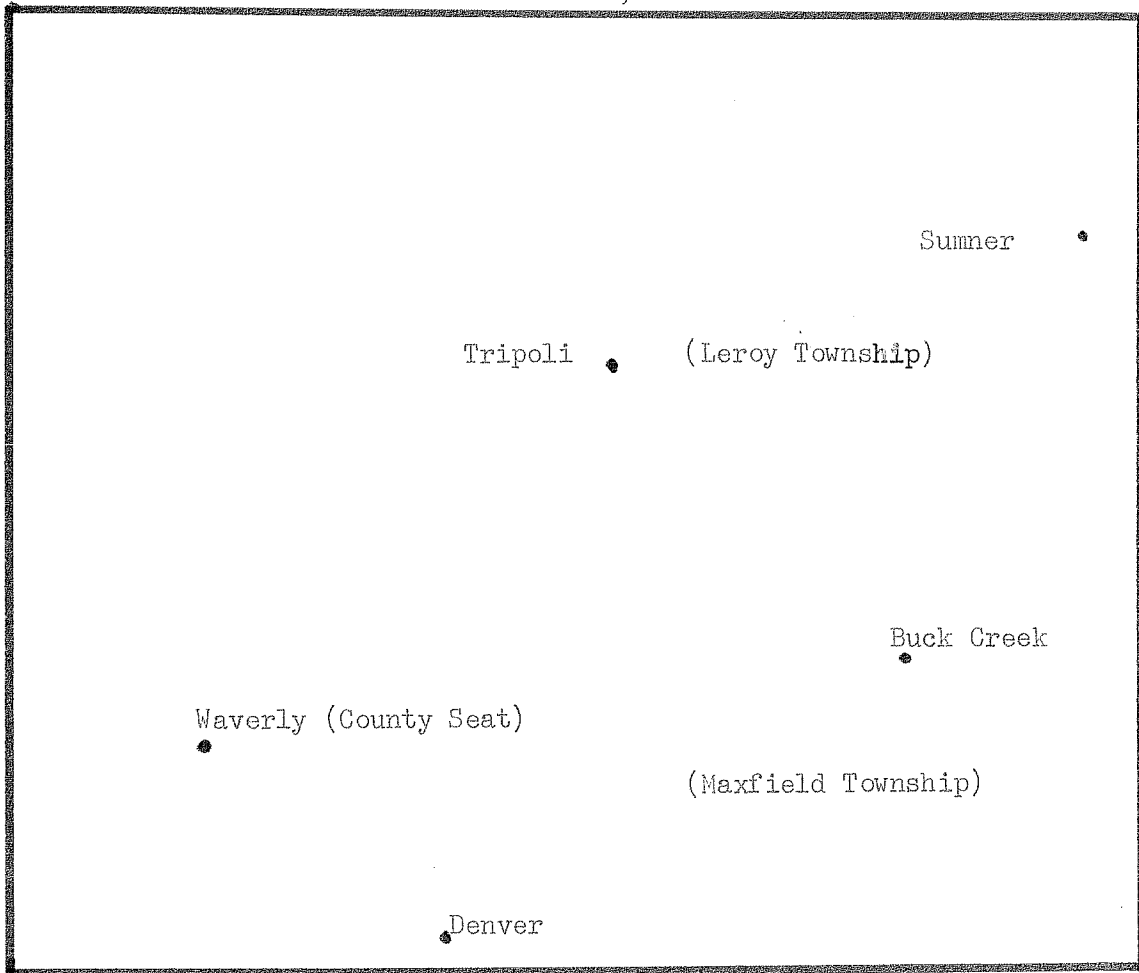 Sumner
Tripoli (Leroy Township)
Buck Creek
Waverly (County Seat)
(Maxfield Township)
Denver